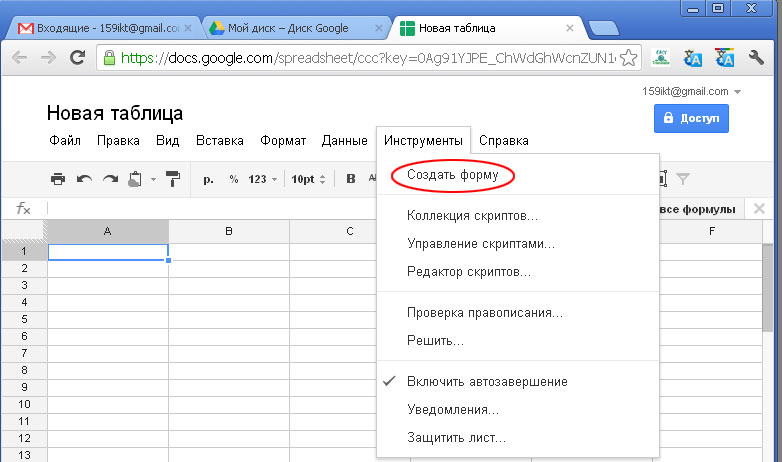 Входящие - 159ikt@gmail.co
Мой диск – Диск Google
Новая таблица
https://docs.google.com/spreadsheet/ccc?key=0Ag91YJPE_ChWdGhWcnZUN1
159ikt@gmail.com
Новая таблица
Доступ
Файл Правка Вид Вставка Формат Данные Инструменты Справка
р. % 123 10pt B
Создать форму
fx все формулы
Коллекция скриптов...
Управление скриптами...
Редактор скриптов...
Проверка правописания...
Решить...
Включить автозавершение
Уведомления...
Защитить лист...
A B C F
1
2
3
4
5
6
7
8
9
10
11
12
13